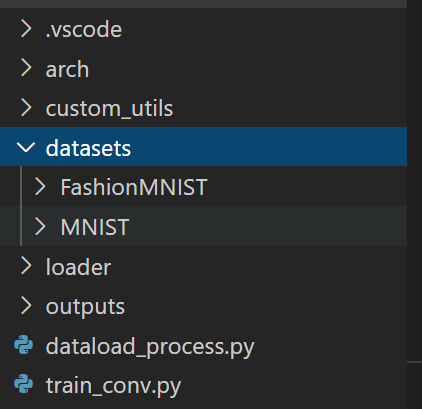 .vscode
arch
custom_utils
datasets
FashionMNIST
MNIST
loader
outputs
dataload_process.py
train_conv.py